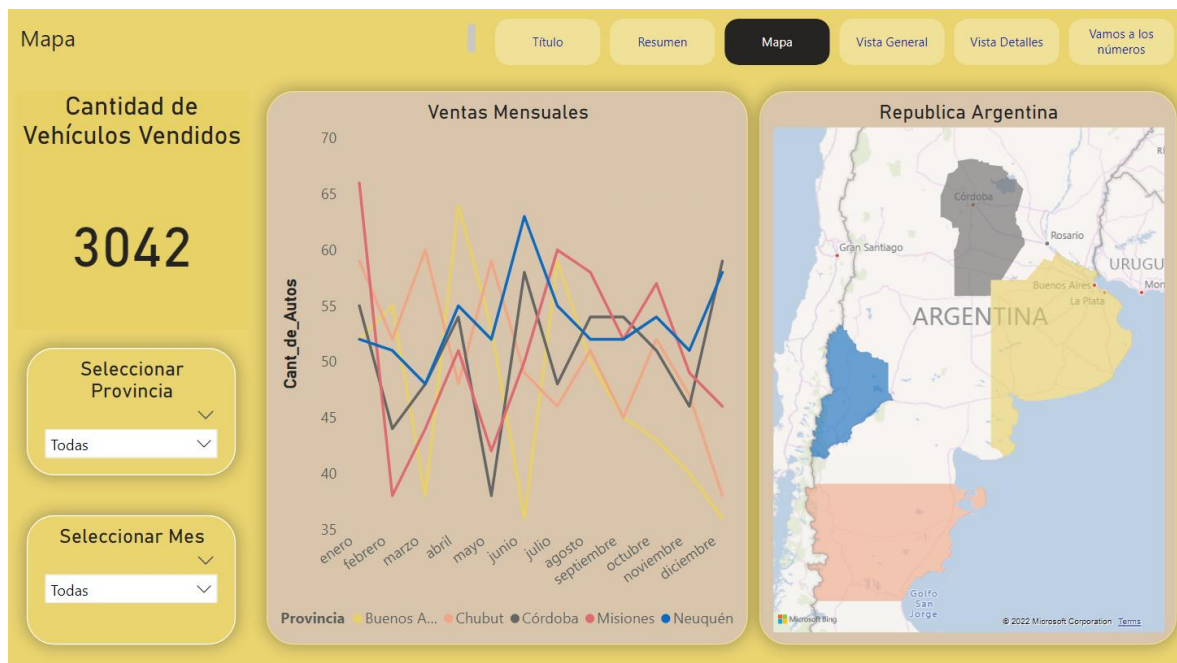 Mapa
Título
Resumen
Mapa
Vista General
Vista Detalles
Vamos a los
números
Cantidad de
Vehículos Vendidos
3042
Seleccionar
Provincia
Todas
Seleccionar Mes
Todas
Ventas Mensuales
70
65
60
55
50
45
40
35
Cant_de_Autos
enero
febrero
marzo
abril
mayo
junio
julio
agosto
septiembre
octubre
noviembre
diciembre
Provincia Buenos A... Chubut Córdoba Misiones Neuquén
Republica Argentina
Córdoba
Gran Santiago
Rosario
URUGU
Buenos Aires
Mon
La Plata
ARGENTINA
Golfo
San
Jorge
Microsoft Bing
© 2022 Microsoft Corporation Terms